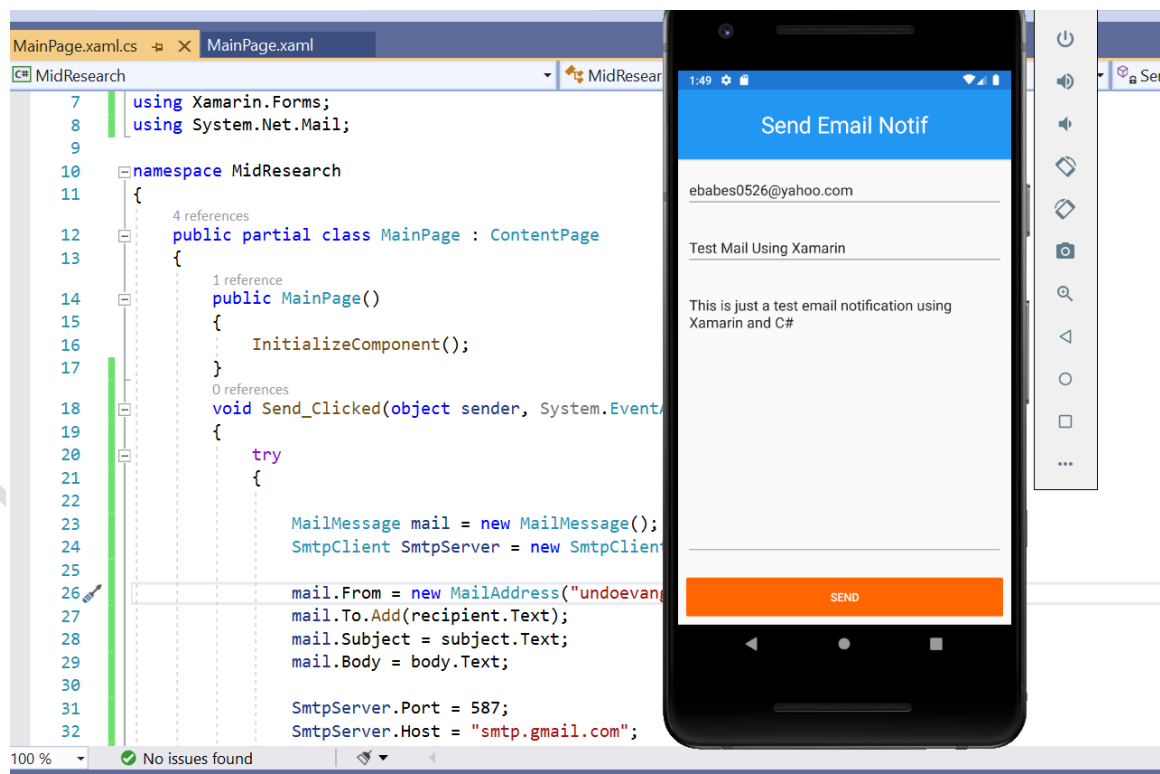 MainPage.xaml.cs
MainPage.xaml
C# MidResearch
MidResear
Ser
7 using Xamarin.Forms;
8 using System.Net.Mail;
9
10 namespace MidResearch
11 {
4 references
12 public partial class MainPage : ContentPage
13 {
1 reference
14 public MainPage()
15 {
16 InitializeComponent();
17 }
0 references
18 void Send_Clicked(object sender, System.EventA
19 {
20 try
21 {
22
23 MailMessage mail = new MailMessage();
24 SmtpClient SmtpServer = new SmtpClient
25
26 mail.From = new MailAddress("undoevang
27 mail.To.Add(recipient.Text);
28 mail.Subject = subject.Text;
29 mail.Body = body.Text;
30
31 SmtpServer.Port = 587;
32 SmtpServer.Host = "smtp.gmail.com";
100 %
No issues found
1:49
Send Email Notif
ebabes0526@yahoo.com
Test Mail Using Xamarin
This is just a test email notification using
Xamarin and C#
SEND